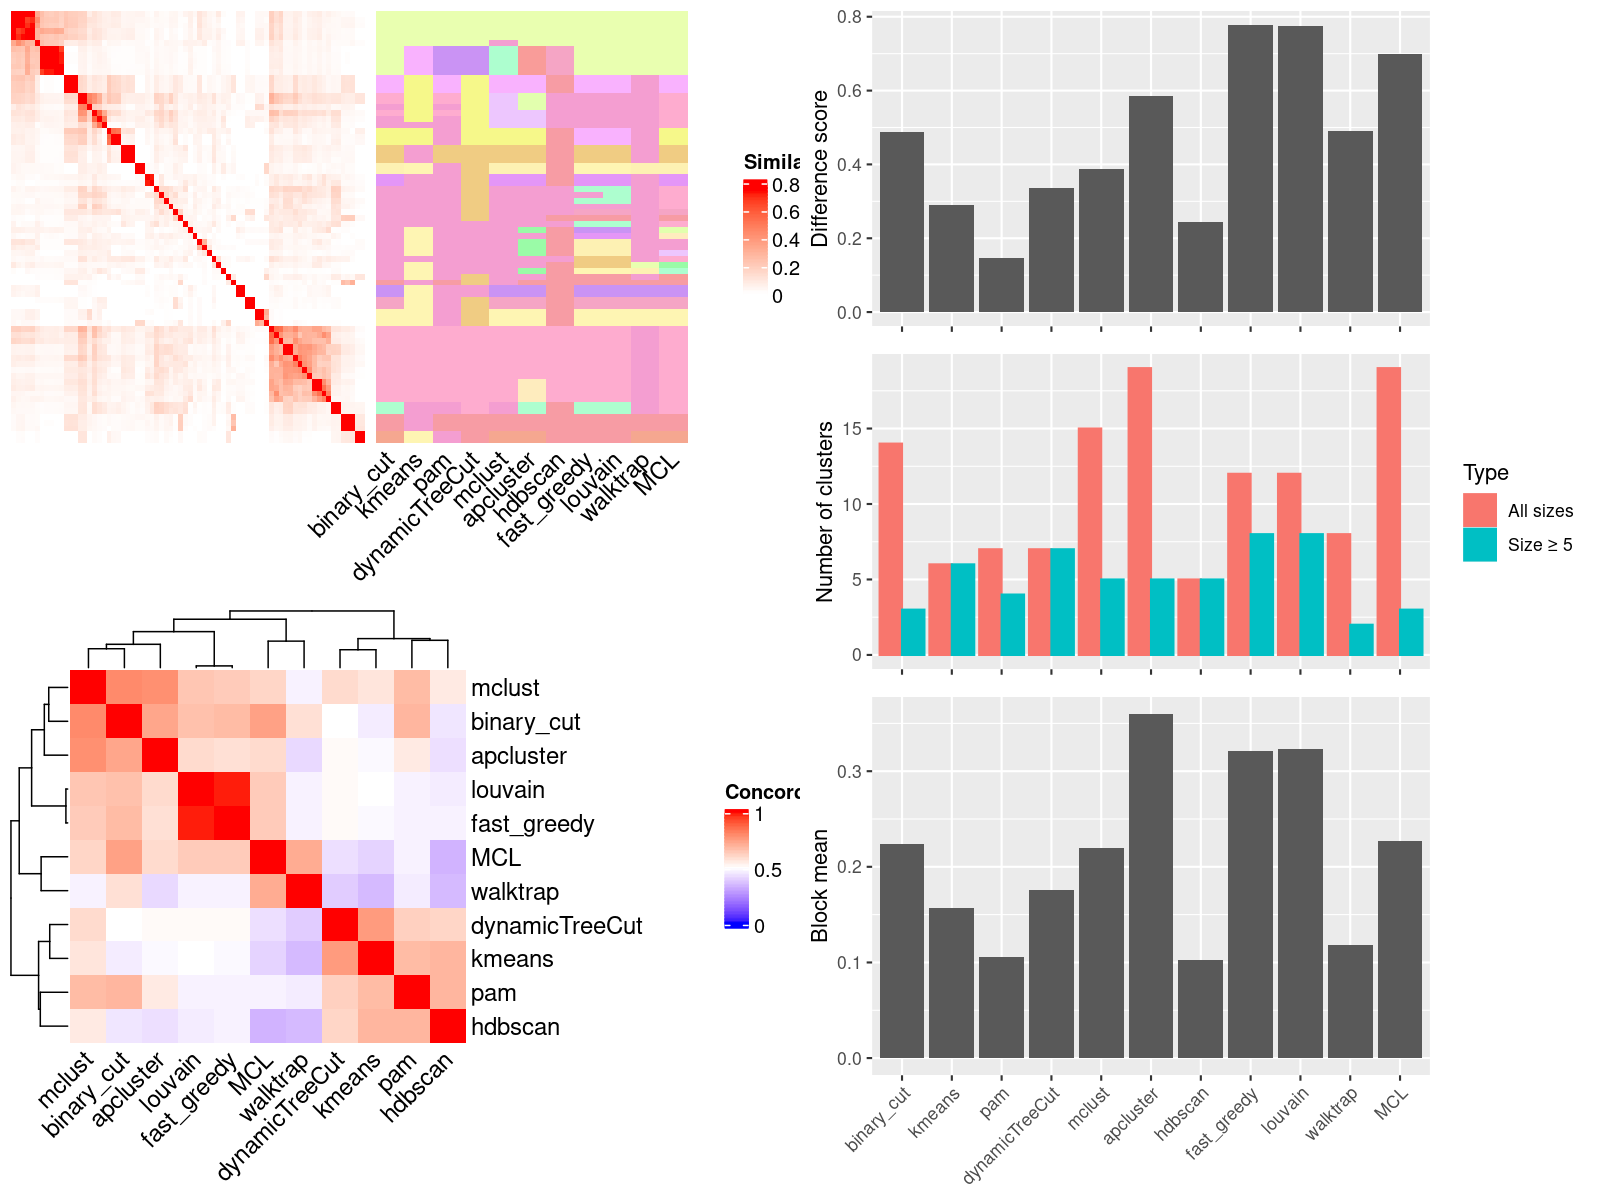 Simila
0.8
0.6
0.4
0.2
0
binary_cut
kmeans
pam
dynamicTreeCut
mclust
apcluster
hdbscan
fast_greedy
louvain
walktrap
MCL
mclust
binary_cut
apcluster
louvain
fast_greedy
MCL
walktrap
dynamicTreeCut
kmeans
pam
hdbscan
mclust
binary_cut
apcluster
louvain
fast_greedy
MCL
walktrap
dynamicTreeCut
kmeans
pam
hdbscan
Concorc
1
0.5
0
Difference score
0.8
0.6
0.4
0.2
0.0
Number of clusters
15
10
5
0
Type
All sizes
Size ≥ 5
Block mean
0.3
0.2
0.1
0.0
binary_cut
kmeans
pam
dynamicTreeCut
mclust
apcluster
hdbscan
fast_greedy
louvain
walktrap
MCL